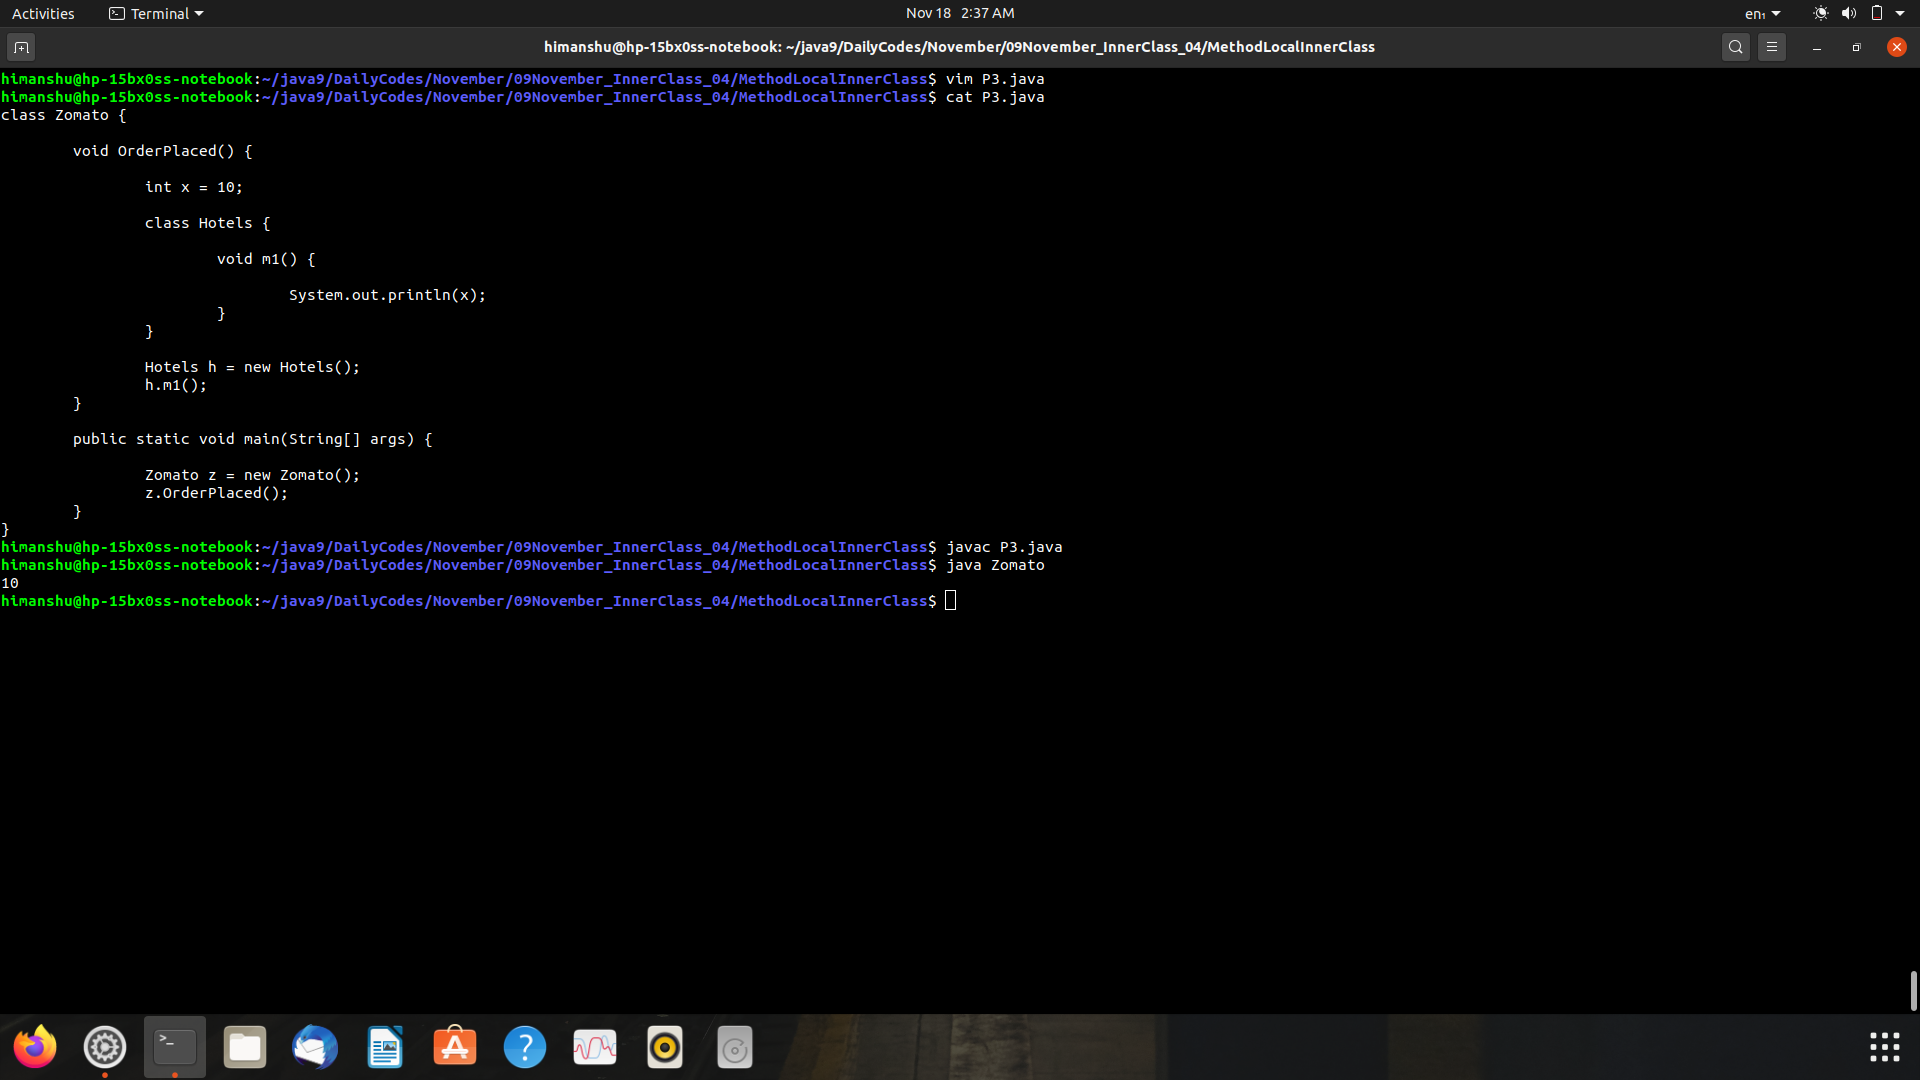 Activities
Terminal
Nov 18 2:37 AM
en₁
himanshu@hp-15bx0ss-notebook: ~/java9/DailyCodes/November/09November_InnerClass_04/MethodLocalInnerClass
himanshu@hp-15bx0ss-notebook:~/java9/DailyCodes/November/09November_InnerClass_04/MethodLocalInnerClass$ vim P3.java
himanshu@hp-15bx0ss-notebook:~/java9/DailyCodes/November/09November_InnerClass_04/MethodLocalInnerClass$ cat P3.java
class Zomato {
void OrderPlaced() {
int x = 10;
class Hotels {
void m1() {
System.out.println(x);
}
}
Hotels h = new Hotels();
h.m1();
}
public static void main(String[] args) {
Zomato z = new Zomato();
z.OrderPlaced();
}
}
himanshu@hp-15bx0ss-notebook:~/java9/DailyCodes/November/09November_InnerClass_04/MethodLocalInnerClass$ javac P3.java
himanshu@hp-15bx0ss-notebook:~/java9/DailyCodes/November/09November_InnerClass_04/MethodLocalInnerClass$ java Zomato
10
himanshu@hp-15bx0ss-notebook:~/java9/DailyCodes/November/09November_InnerClass_04/MethodLocalInnerClass$